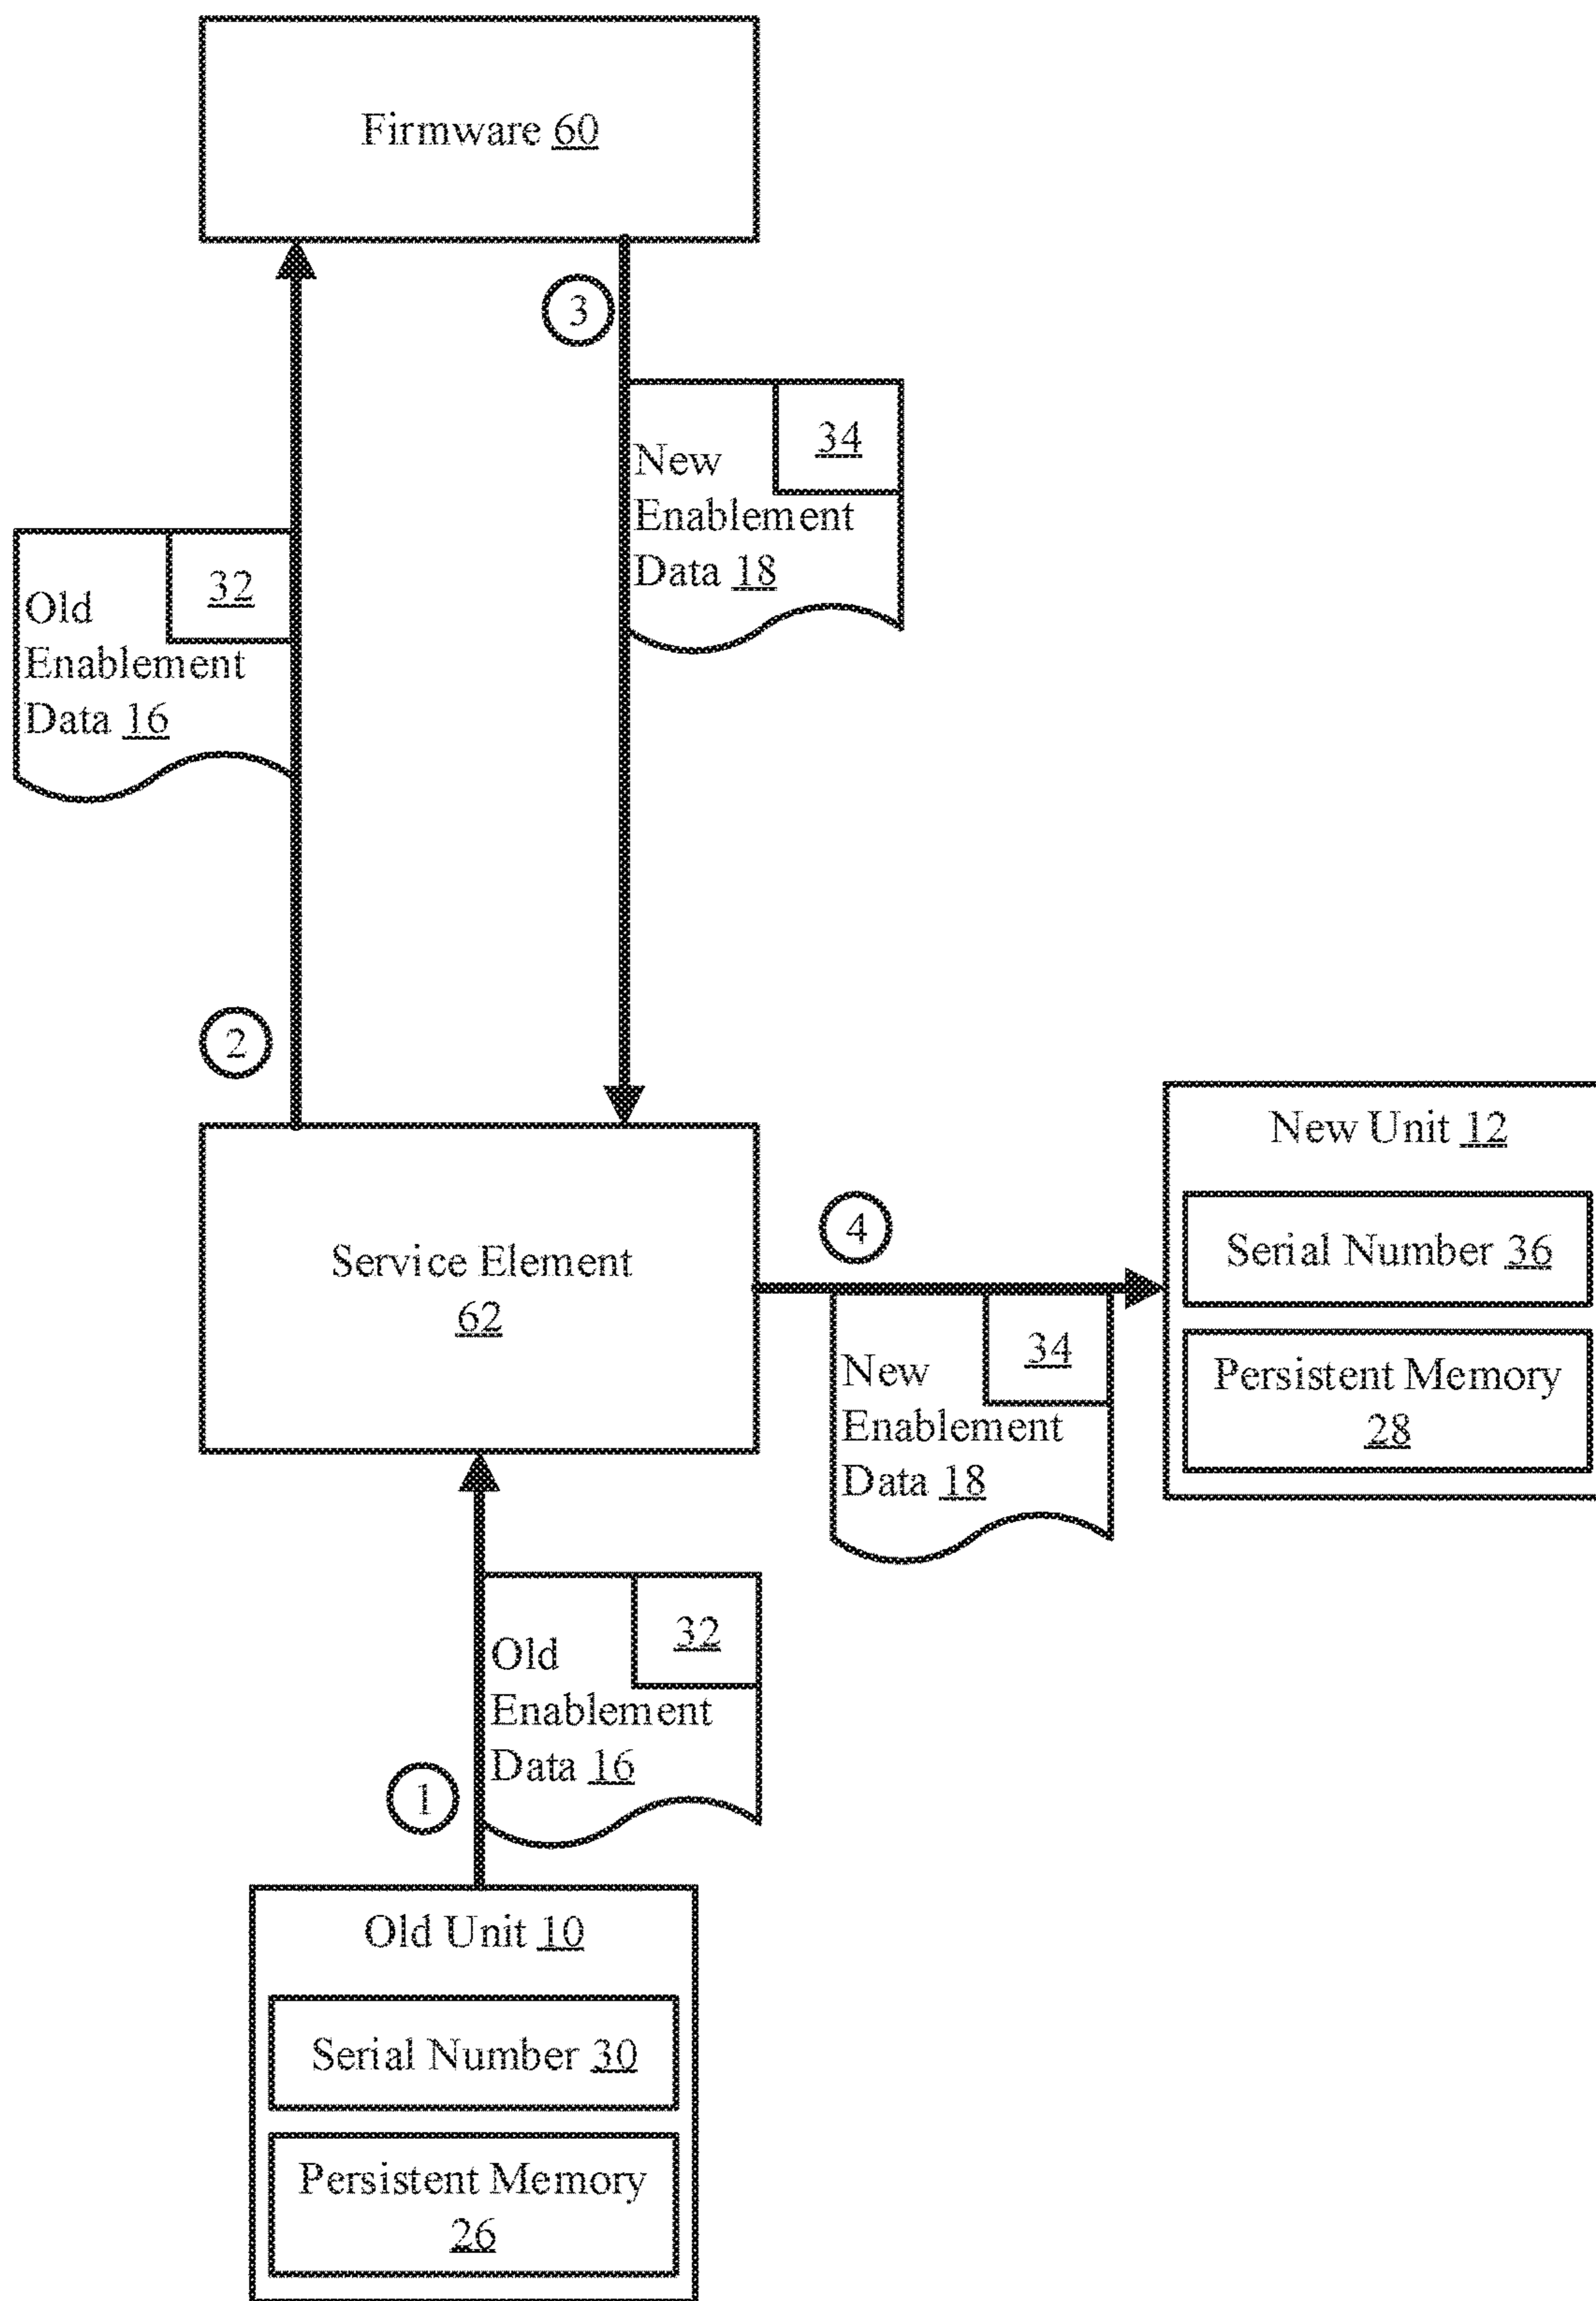 Firmware 60
3
34
New
Enablement
Data 18
32
Old
Enablement
Data 16
2
New Unit 12
Serial Number 36
Persistent Memory
28
4
Service Element
62
34
New
Enablement
Data 18
32
Old
Enablement
Data 16
1
Old Unit 10
Serial Number 30
Persistent Memory
26